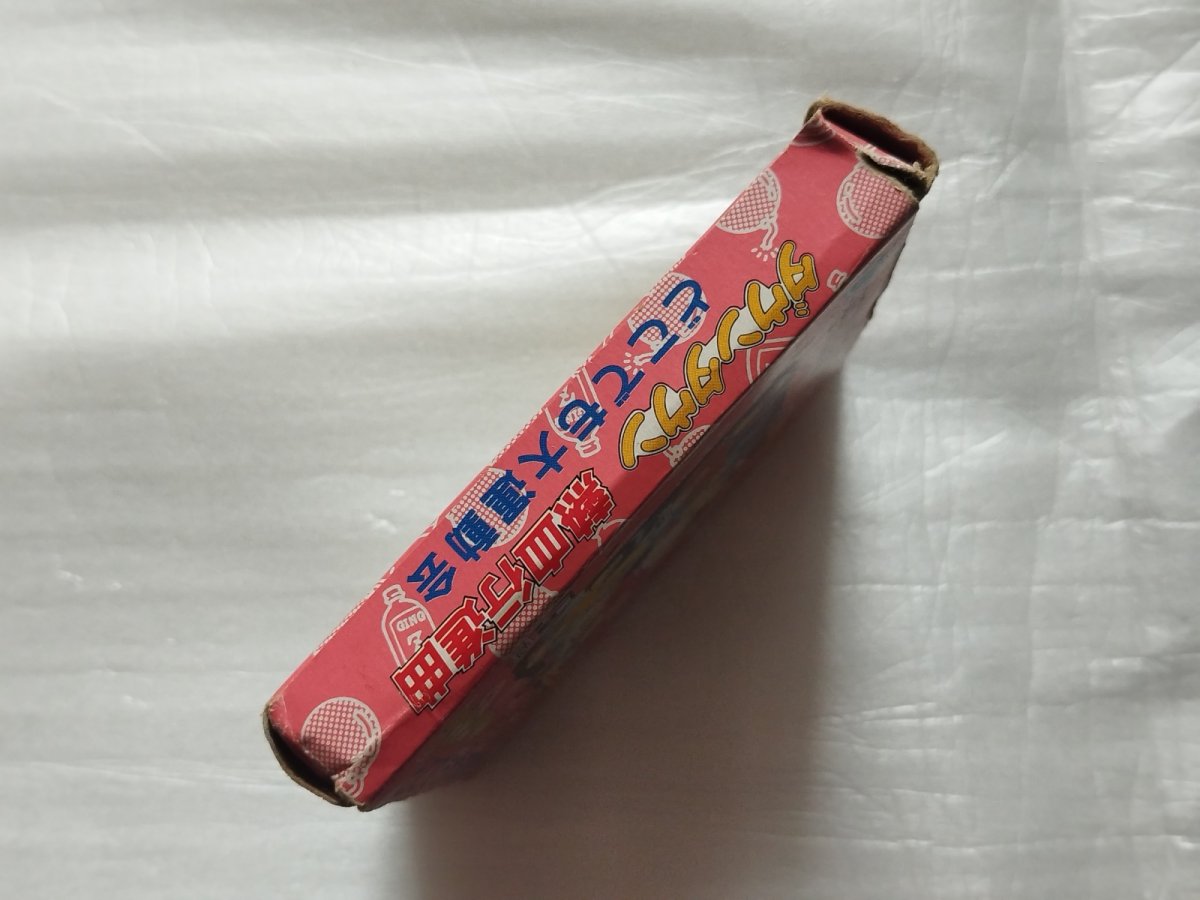 ダウンタウン
熱血行進曲
どこでも大運動会